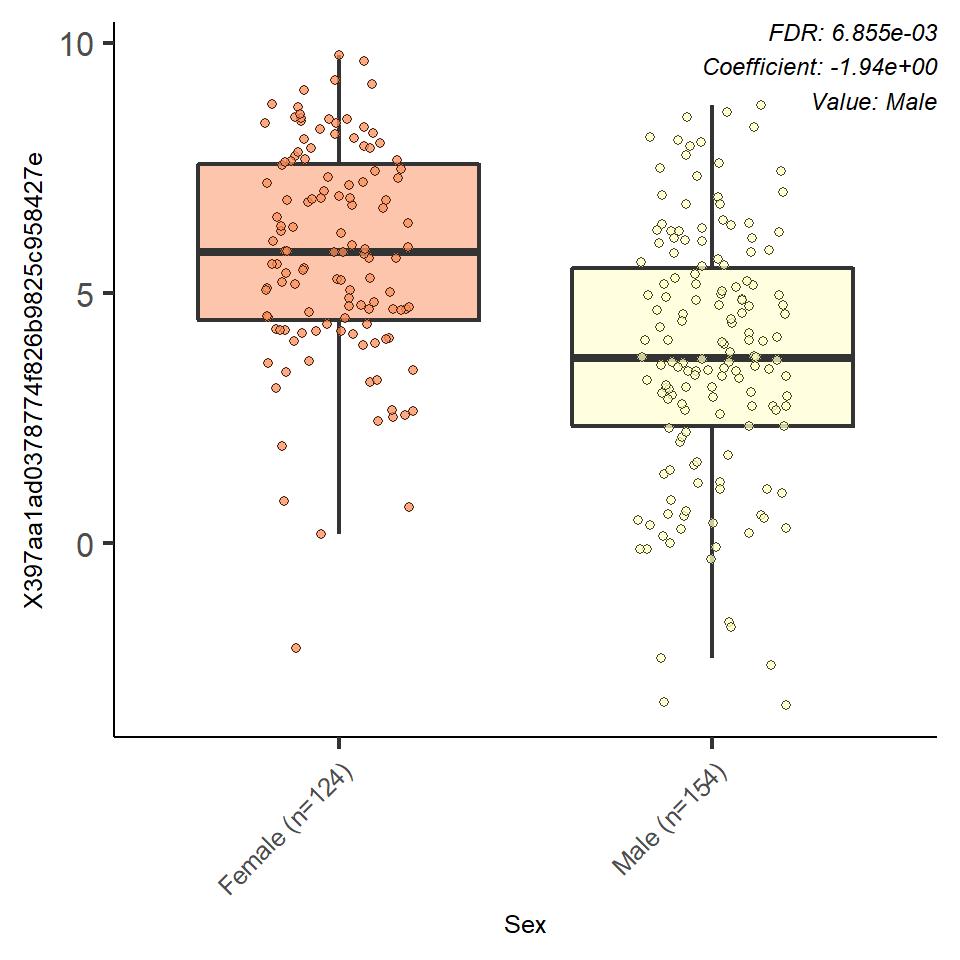 FDR: 6.855e-03
Coefficient: -1.94e+00
Value: Male
10
5
0
X397aa1ad0378774f826b9825c958427e
Female (n=124)
Male (n=154)
Sex